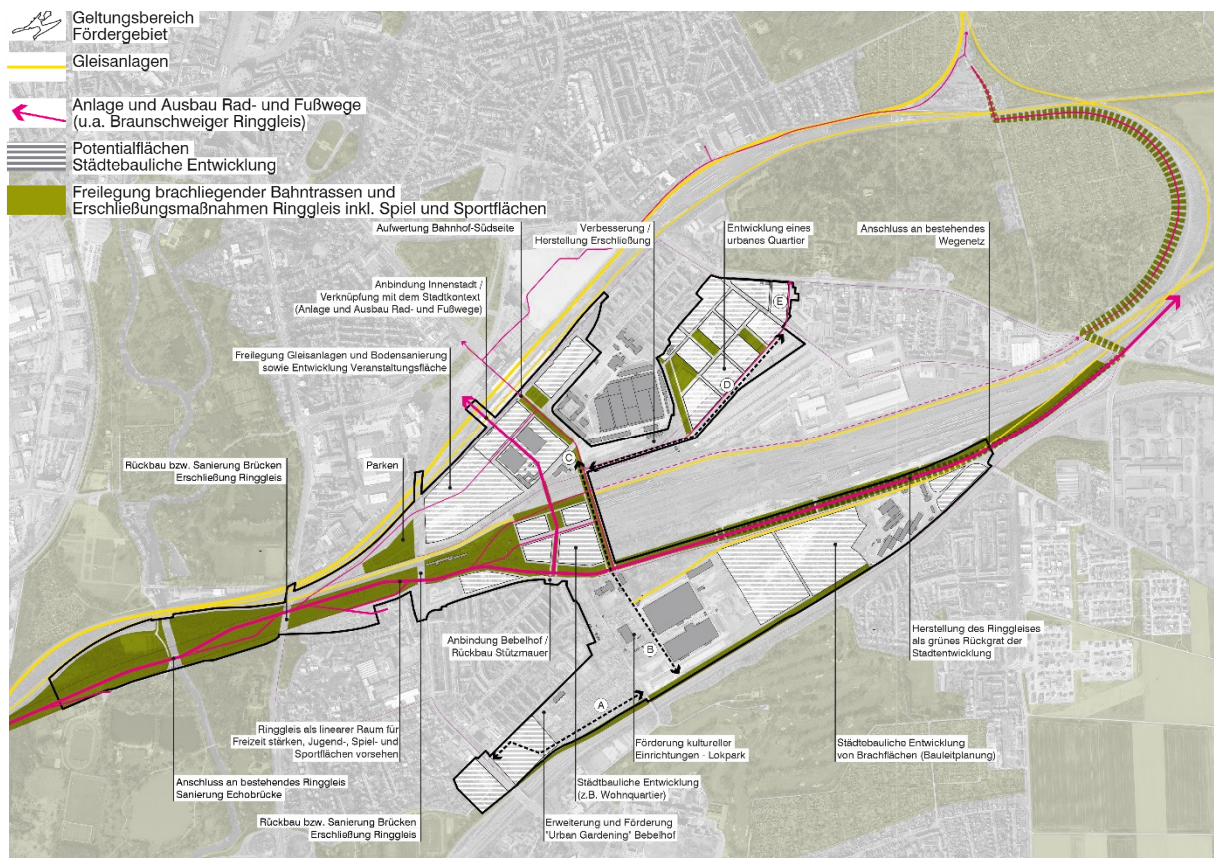 Geltungsbereich
Fördergebiet
Gleisanlagen
Anlage und Ausbau Rad- und Fußwege
(u.a. Braunschweiger Ringgleis)
Potentialflächen
Städtebauliche Entwicklung
Freilegung brachliegender Bahntrassen und
Erschließungsmaßnahmen Ringgleis inkl. Spiel und Sportflächen
Aufwertung Bahnhof-Südseite
Verbesserung /
Horstellung Erschließung
Entwicklung eines
urbanes Quartier
Anschluss an bestehendes
Wegenetz
Anbindung Innenstadt /
Verknüpfung mit dem Stadtkontext
(Anlage und Ausbau Rad- und Fußwege)
Freilegung Gleisanlagen und Bodensanierung
sowie Entwicklung Veranstaltungsfläche
E
D
C
Rückbau bzw. Sanierung Brücken
Erschließung Ringgleis
Parken
Anbindung Bebelhof /
Rückbau Stützmauer
B
A
Herstellung des Ringgleises
als grünes Rückgrat der
Stadtentwicklung
Ringgleis als linearer Raum für
Freizeit stärken, Jugend-, Spiel- und
Sportflächen vorsehen
Förderung kultureller
Einrichtungen - Lokpark
Städtebauliche Entwicklung
von Brachflächen (Bauleitplanung)
Anschluss an bestehendes Ringgleis
Sanierung Echobrücke
Städtbauliche Entwicklung
(z.B. Wohnquartier)
Rückbau bzw. Sanierung Brücken
Erschließung Ringgleis
Erweiterung und Förderung
"Urban Gardening" Bebelhof